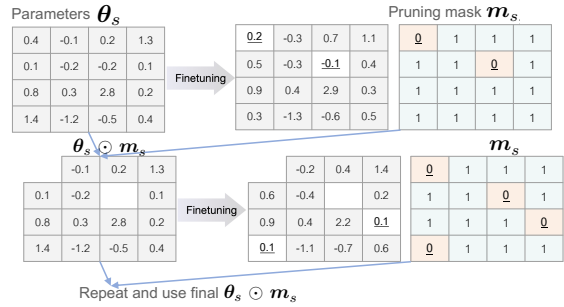 Parameters θₛ Pruning mask mₛ.
0.4 -0.1 0.2 1.3 0.2 -0.3 0.7 1.1 0 1 1 1
0.1 -0.2 -0.2 0.1 0.5 -0.3 -0.1 0.4 1 1 0 1
Finetuning
0.8 0.3 2.8 0.2 0.9 0.4 2.9 0.3 1 1 1 1
1.4 -1.2 -0.5 0.4 0.3 -1.3 -0.6 0.5 1 1 1 1
θₛ ⊙ mₛ mₛ
-0.1 0.2 1.3 -0.2 0.4 1.4 0 1 1 1
0.1 -0.2 0.1 0.6 -0.4 0.2 1 1 0 1
Finetuning
0.8 0.3 2.8 0.2 0.9 0.4 2.2 0.1 1 1 1 0
1.4 -1.2 -0.5 0.4 0.1 -1.1 -0.7 0.6 0 1 1 1
Repeat and use final θₛ ⊙ mₛ